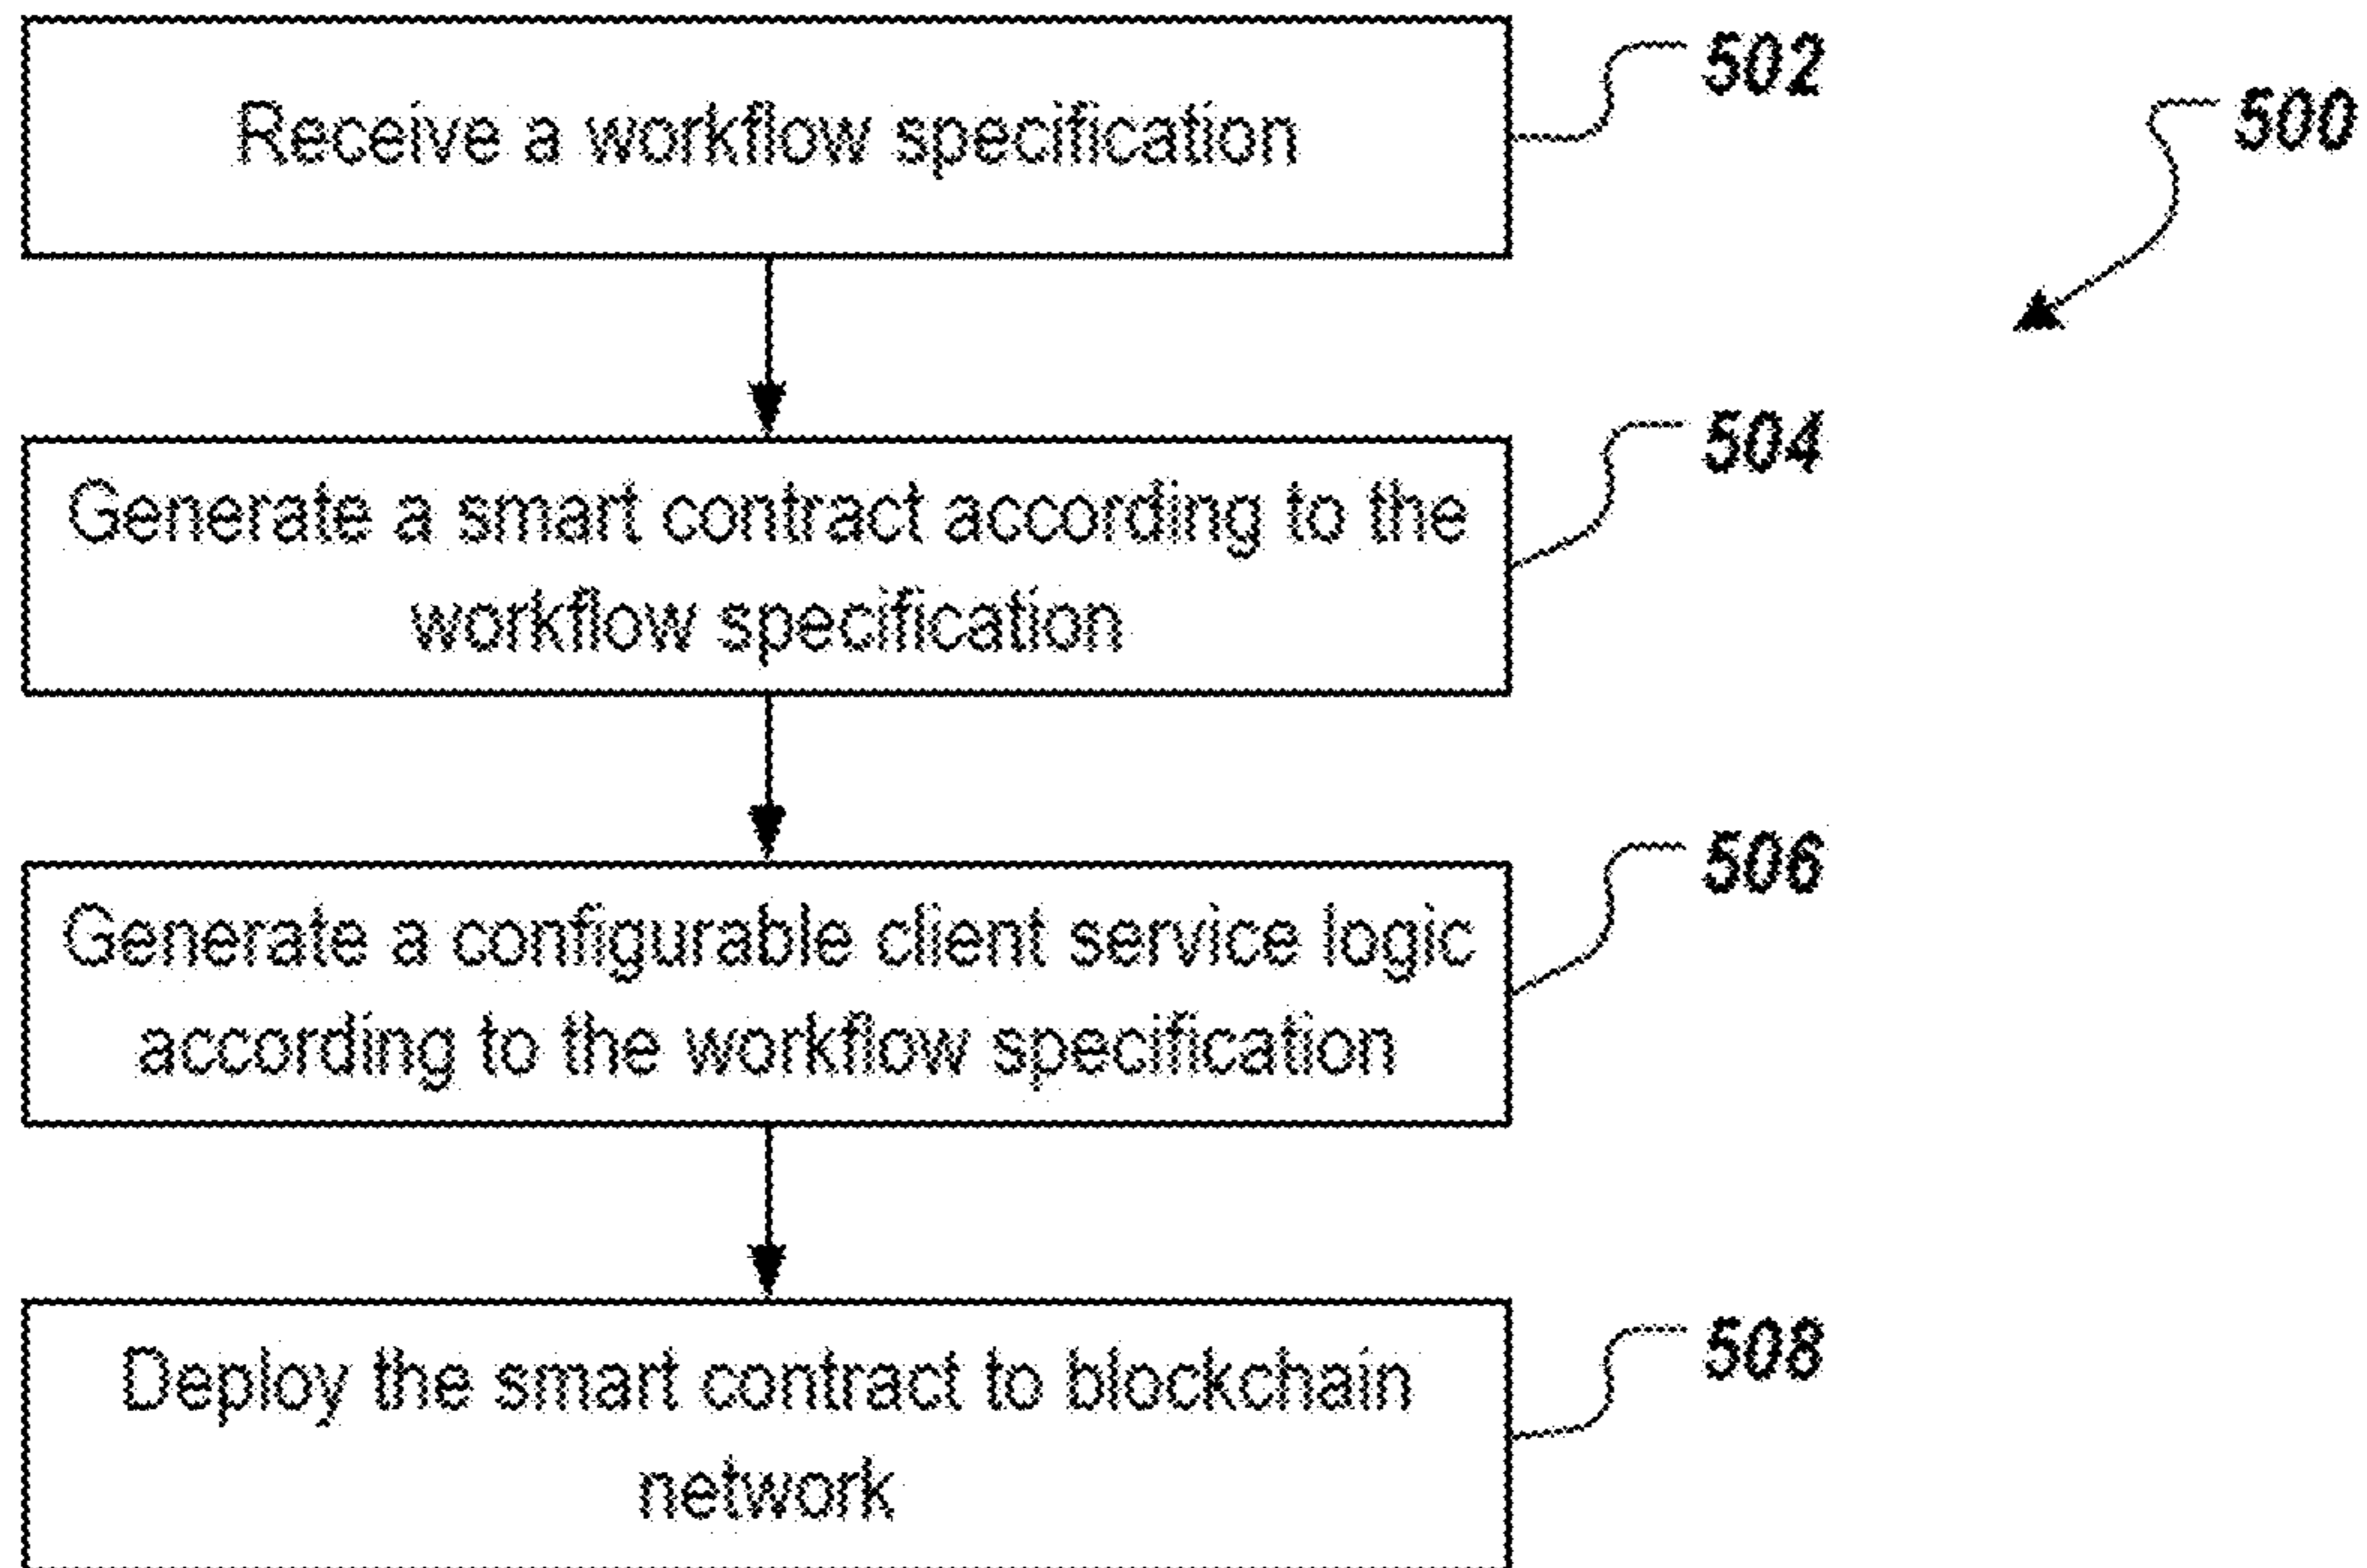 Receive a workflow specification
502
500
Generate a smart contract according to the
workflow specification
504
Generate a configurable client service logic
according to the workflow specification
506
Deploy the smart contract to blockchain
network
508